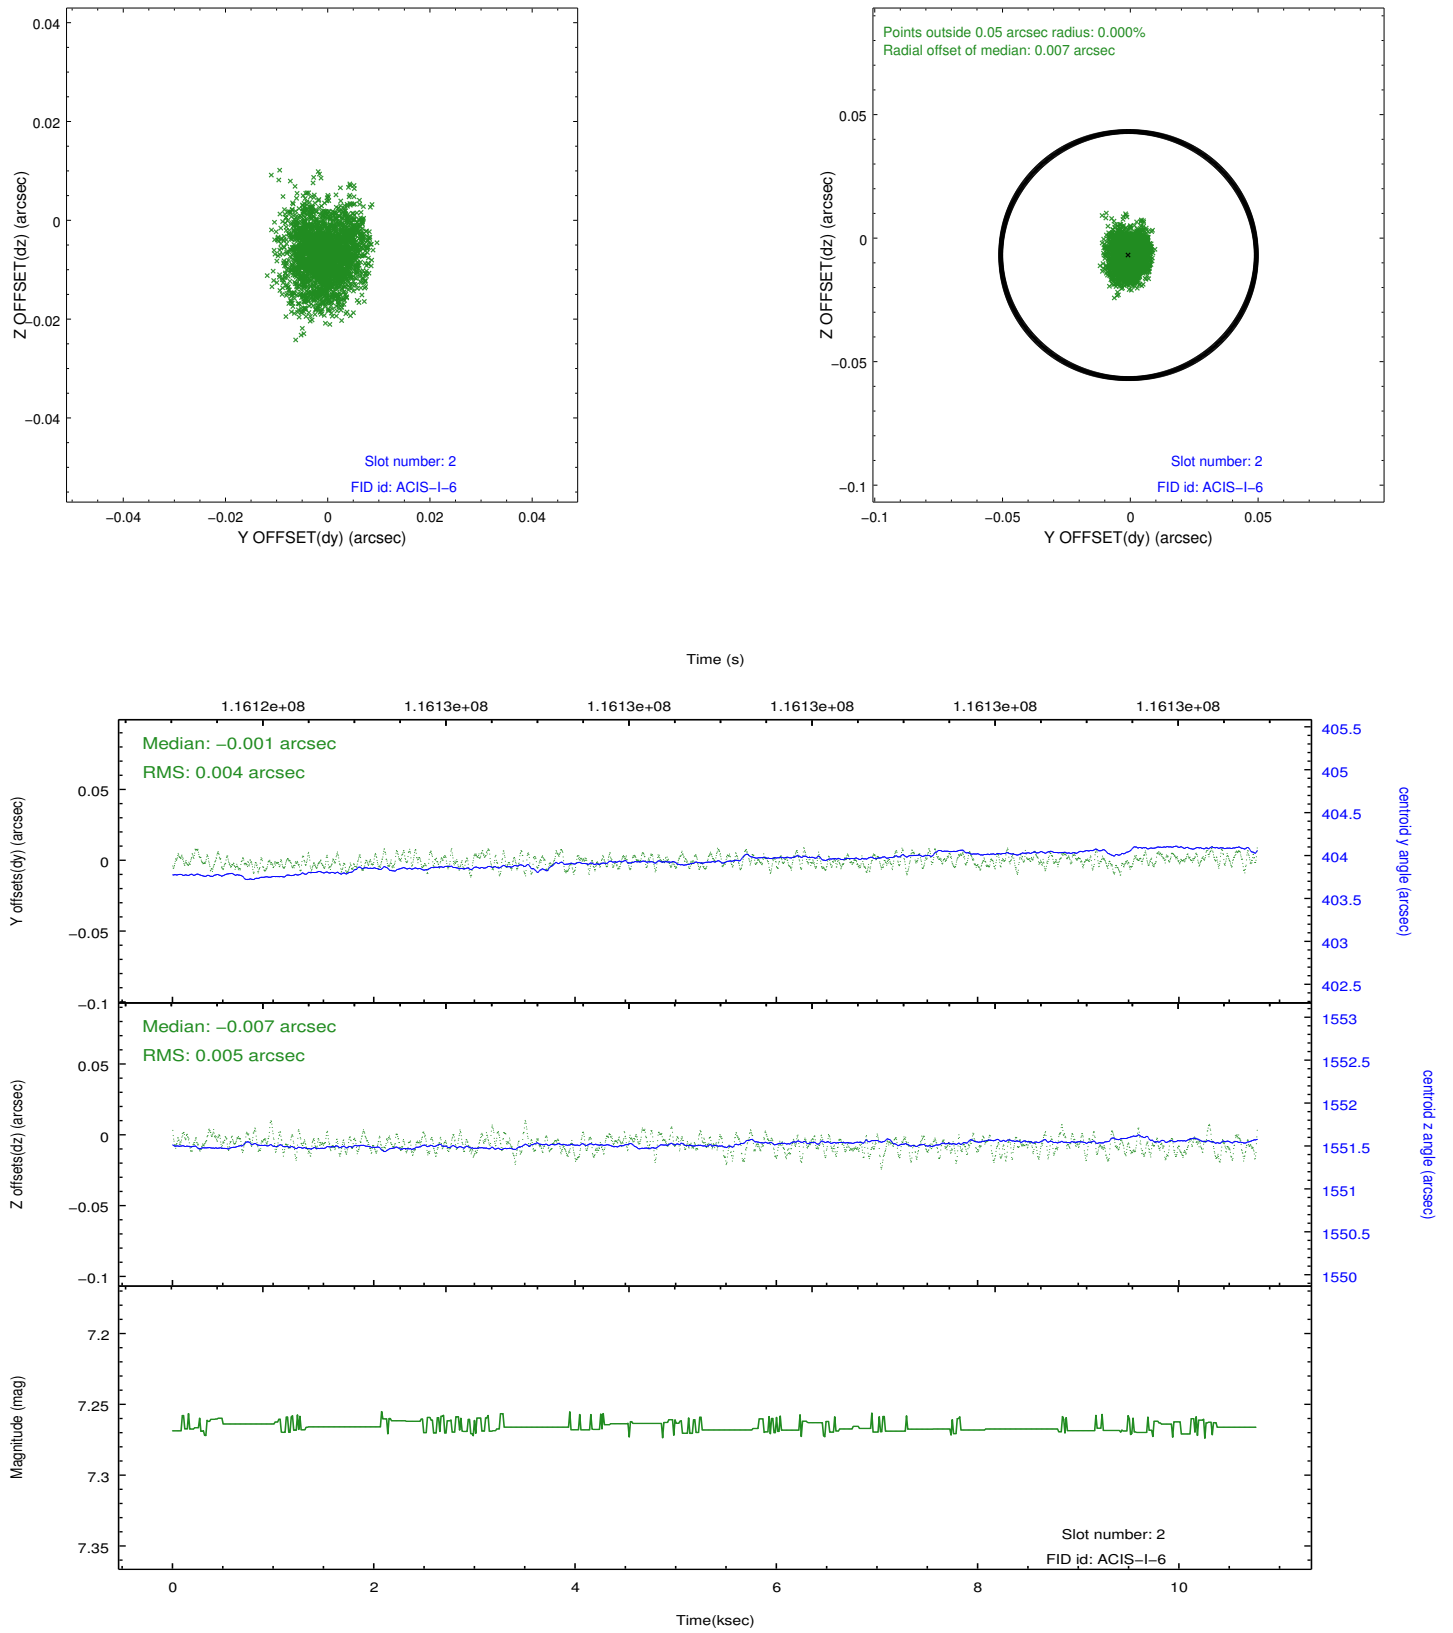 0.04
0.02
0
−0.02
−0.04
Z OFFSET(dz) (arcsec)
Slot number: 2
FID id: ACIS−I−6
−0.04
−0.02
0
0.02
0.04
Y OFFSET(dy) (arcsec)
Points outside 0.05 arcsec radius: 0.000%
Radial offset of median: 0.007 arcsec
0.05
0
−0.05
−0.1
Z OFFSET(dz) (arcsec)
Slot number: 2
FID id: ACIS−I−6
−0.1
−0.05
0
0.05
Y OFFSET(dy) (arcsec)
Time (s)
1.1612e+08
1.1613e+08
1.1613e+08
1.1613e+08
1.1613e+08
1.1613e+08
Median: −0.001 arcsec
RMS: 0.004 arcsec
0.05
0
−0.05
−0.1
Y offsets(dy) (arcsec)
405.5
405
404.5
404
403.5
403
402.5
centroid y angle (arcsec)
Median: −0.007 arcsec
RMS: 0.005 arcsec
0.05
0
−0.05
−0.1
Z offsets(dz) (arcsec)
1553
1552.5
1552
1551.5
1551
1550.5
1550
centroid z angle (arcsec)
7.2
7.25
7.3
7.35
Magnitude (mag)
Slot number: 2
FID id: ACIS−I−6
0
2
4
6
8
10
Time(ksec)